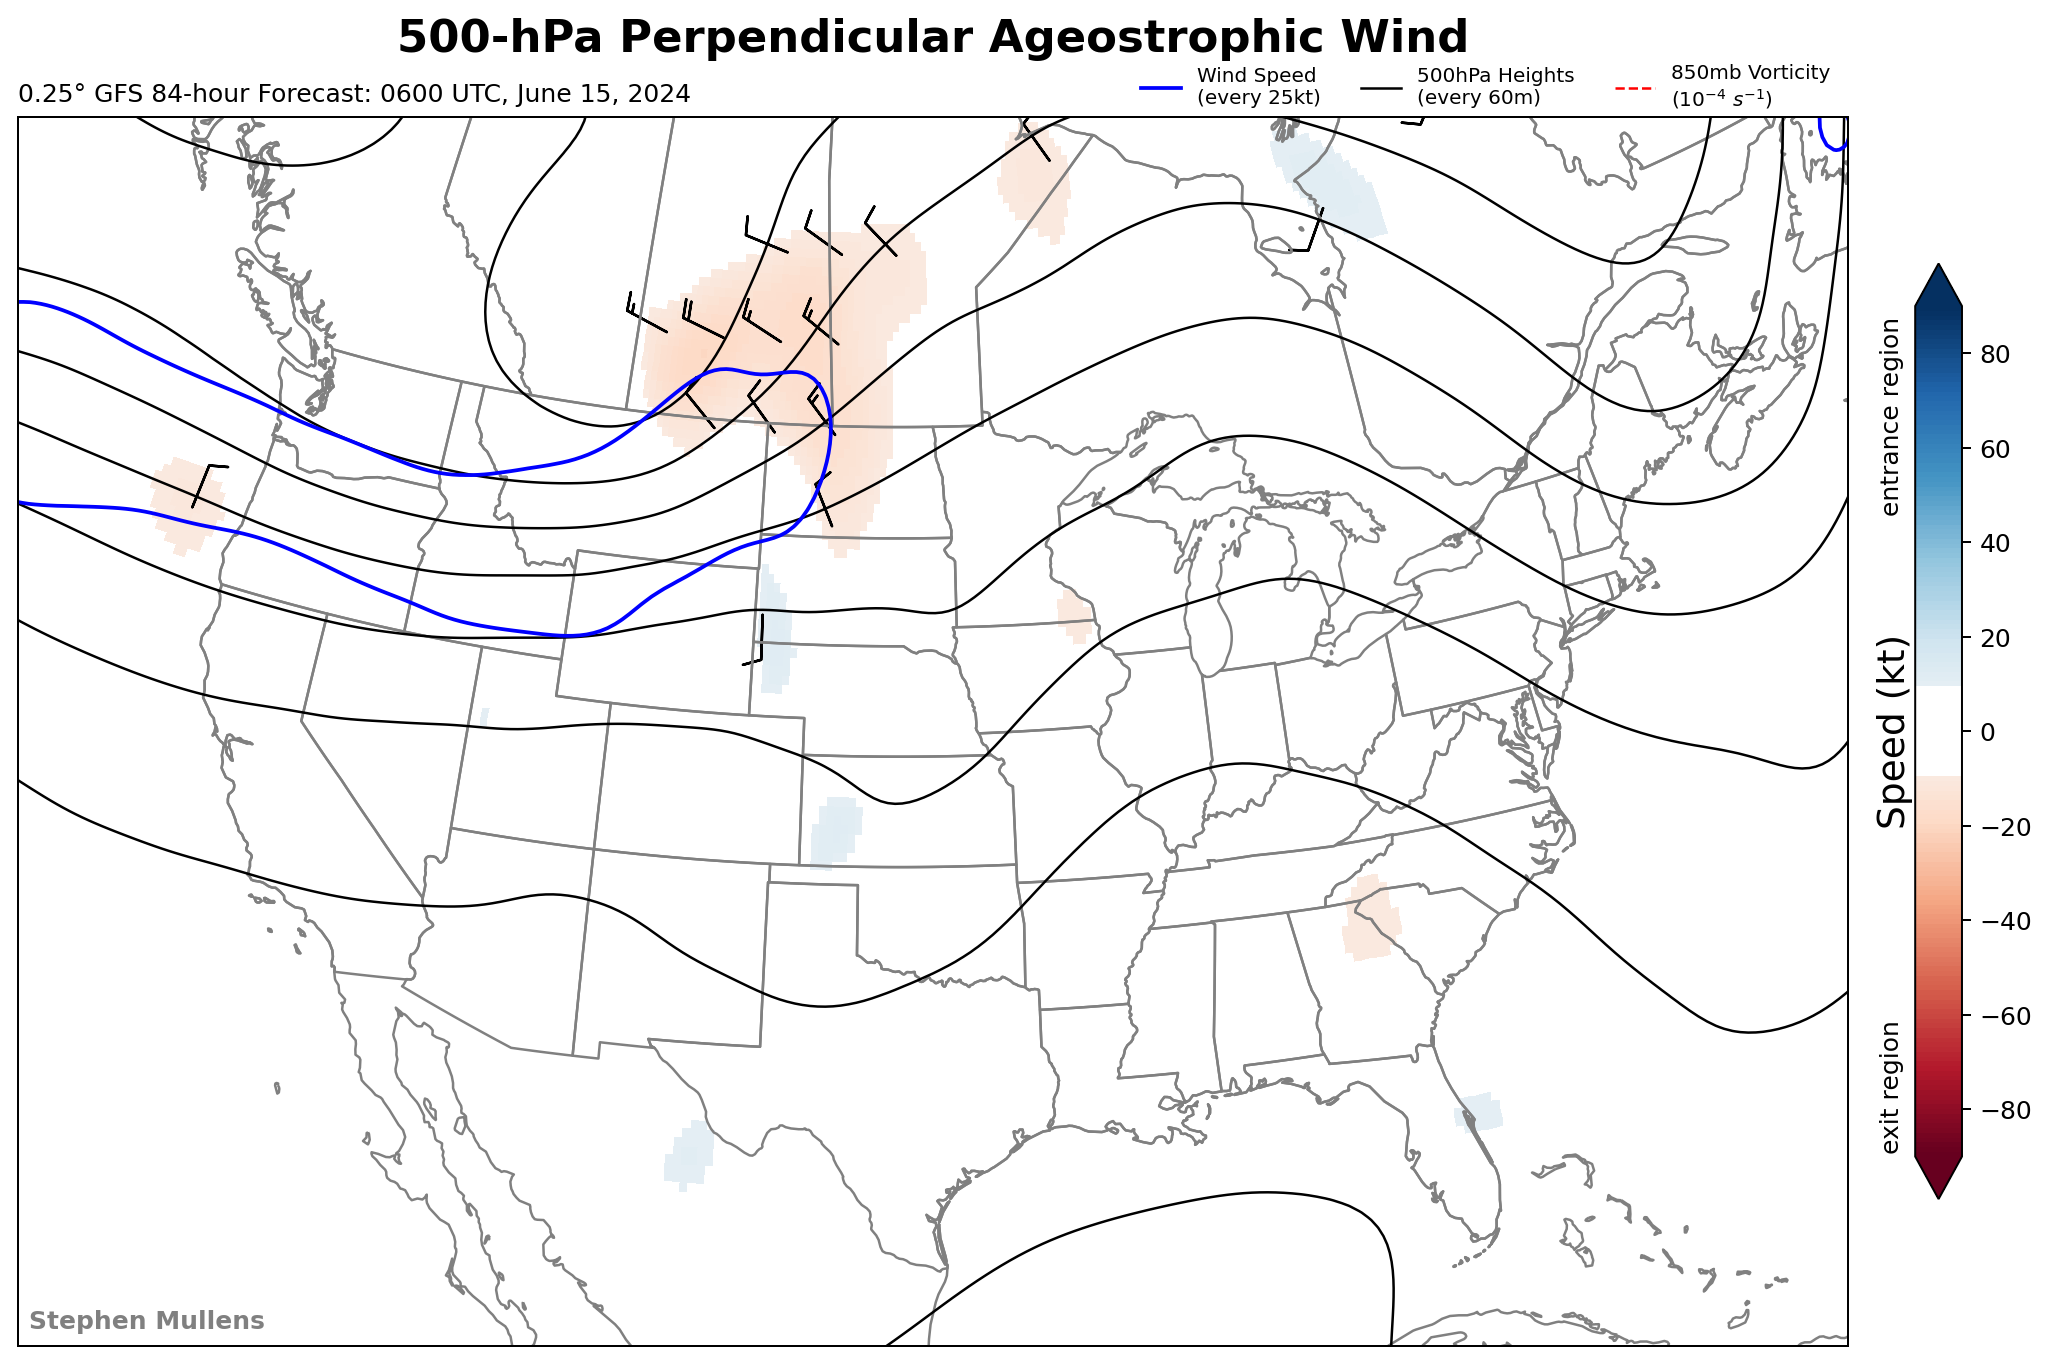 500-hPa Perpendicular Ageostrophic Wind
0.25° GFS 84-hour Forecast: 0600 UTC, June 15, 2024
Wind Speed
(every 25kt)
500hPa Heights
(every 60m)
850mb Vorticity
(10⁻⁴ s⁻¹)
entrance region
exit region
Speed (kt)
80
60
40
20
0
−20
−40
−60
−80
Stephen Mullens